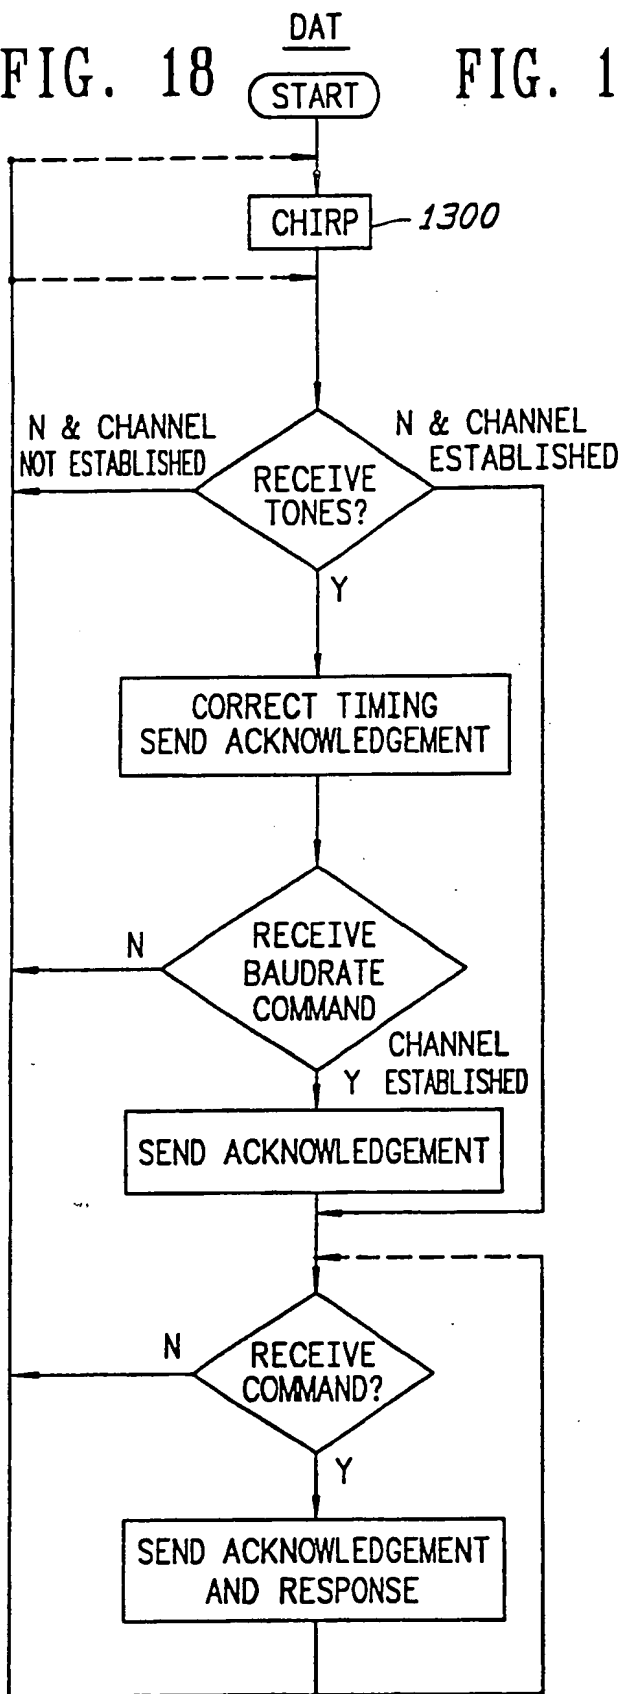 DAT
FIG. 18
FIG. 1
START
CHIRP
1300
N & CHANNEL
NOT ESTABLISHED
N & CHANNEL
ESTABLISHED
RECEIVE
TONES?
Y
CORRECT TIMING
SEND ACKNOWLEDGEMENT
RECEIVE
BAUDRATE
COMMAND
N
CHANNEL
Y ESTABLISHED
SEND ACKNOWLEDGEMENT
RECEIVE
COMMAND?
N
Y
SEND ACKNOWLEDGEMENT
AND RESPONSE